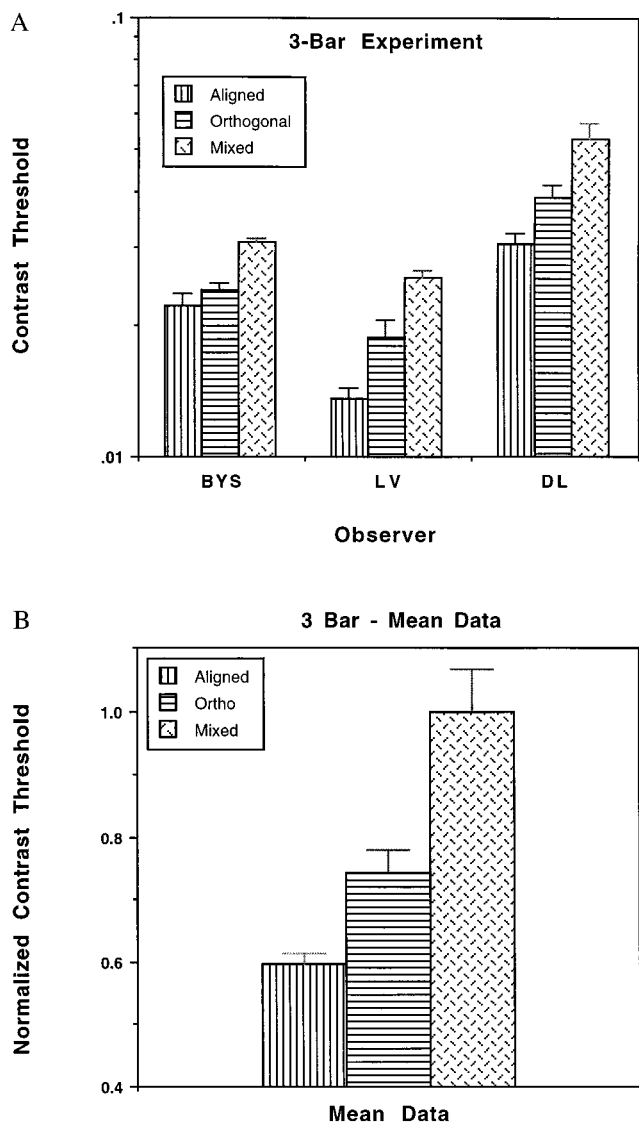 A
.1
3-Bar Experiment
Aligned
Orthogonal
Mixed
Contrast Threshold
.01
BYS LV DL
Observer
B
3 Bar - Mean Data
Aligned
Ortho
Mixed
1.0
0.8
0.6
0.4
Normalized Contrast Threshold
Mean Data